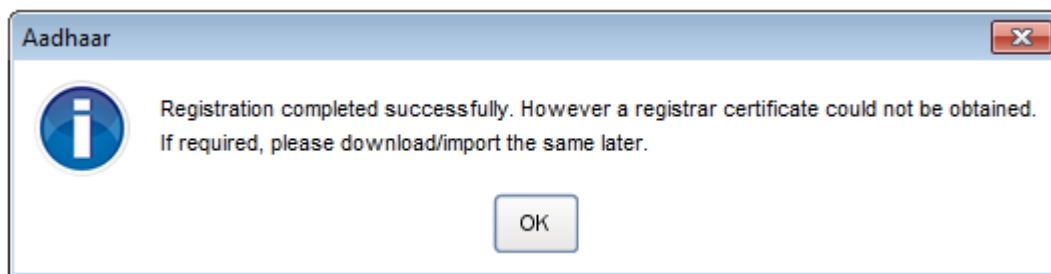 Aadhaar
Registration completed successfully. However a registrar certificate could not be obtained.
If required, please download/import the same later.
OK